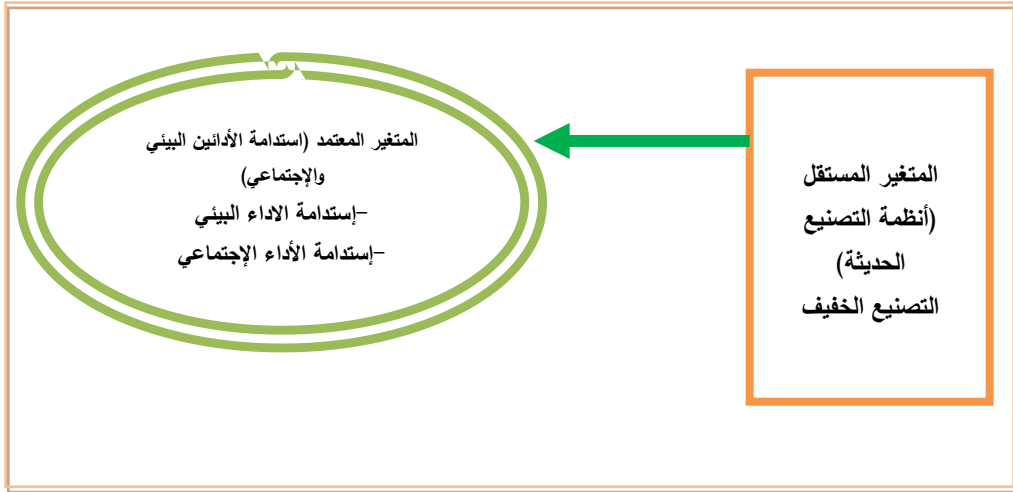 المتغير المستقل
(أنظمة التصنيع
الحديثة)
التصنيع الخفيف
المتغير المعتمد (استدامة الأدائين البيئي
والإجتماعي)
-إستدامة الاداء البيئي
-إستدامة الأداء الإجتماعي